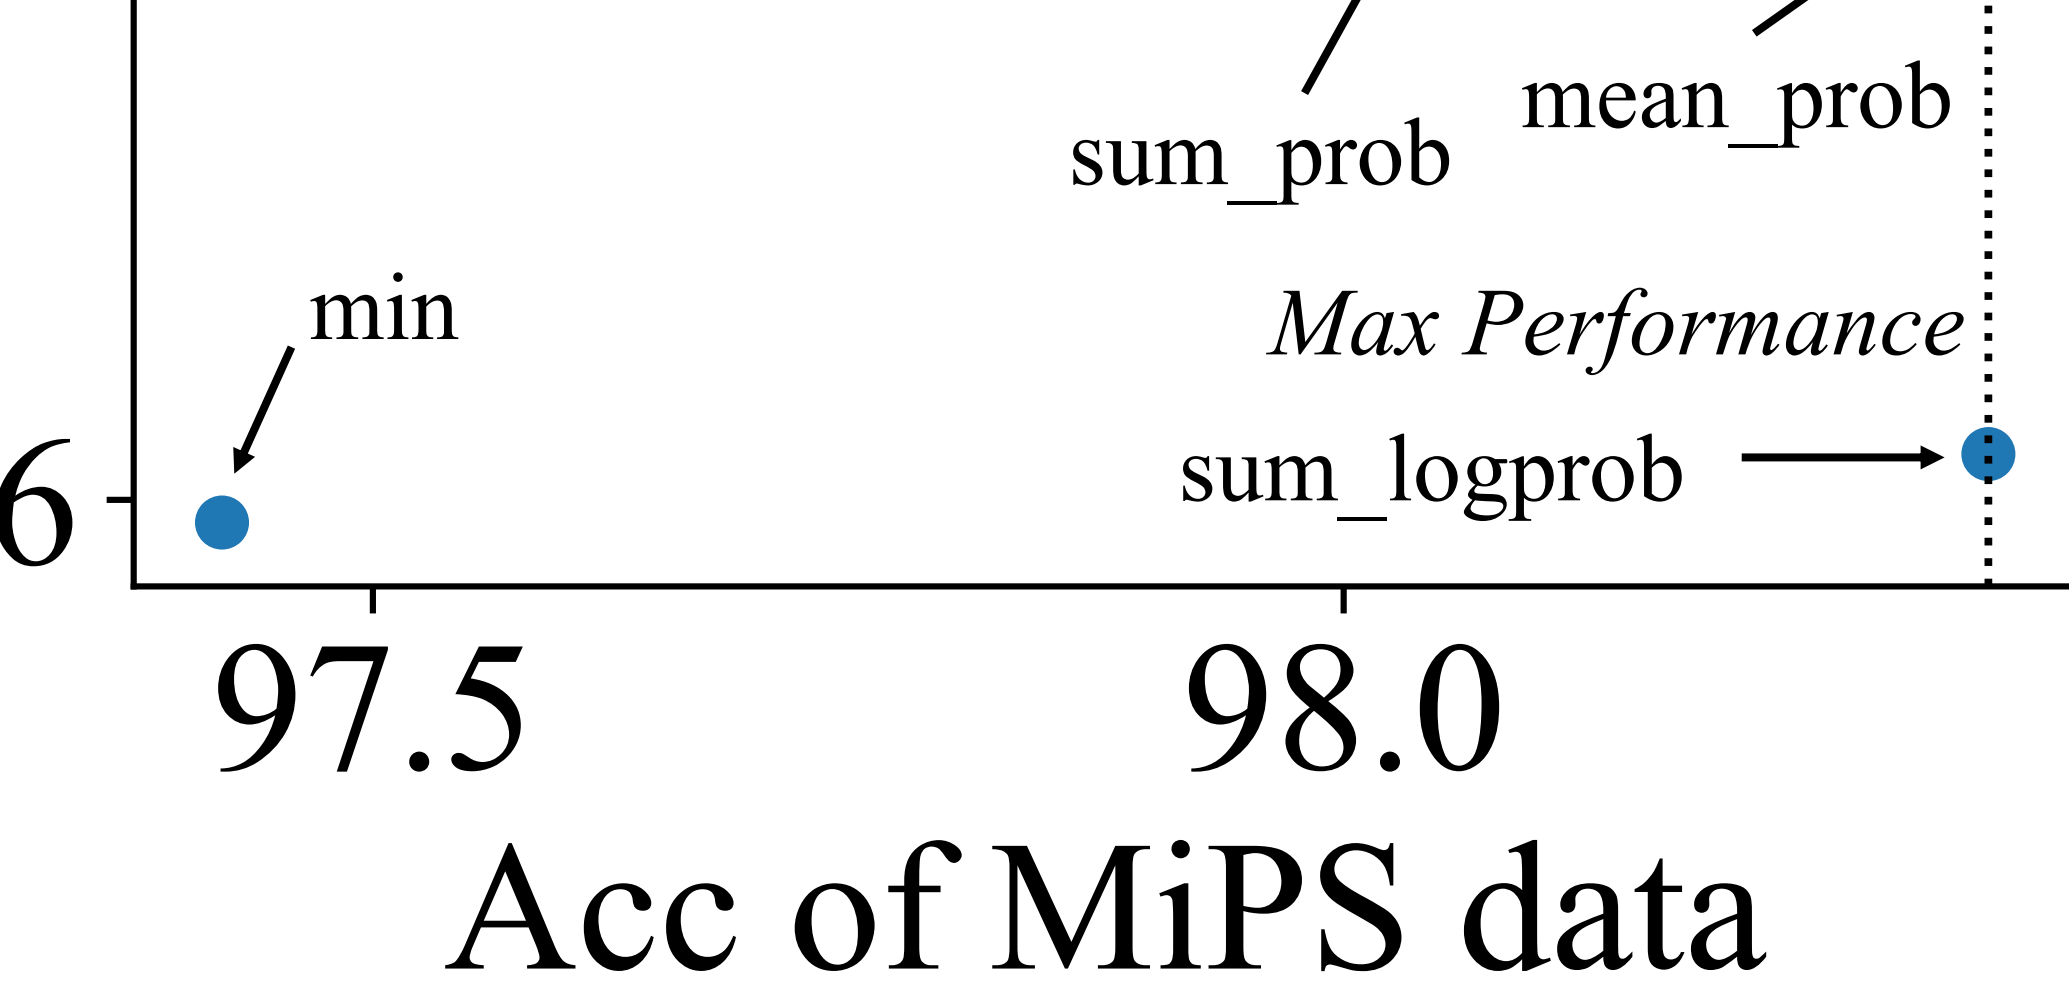 mean_prob
sum_prob
min
Max Performance
sum_logprob
6
97.5 98.0
Acc of MiPS data